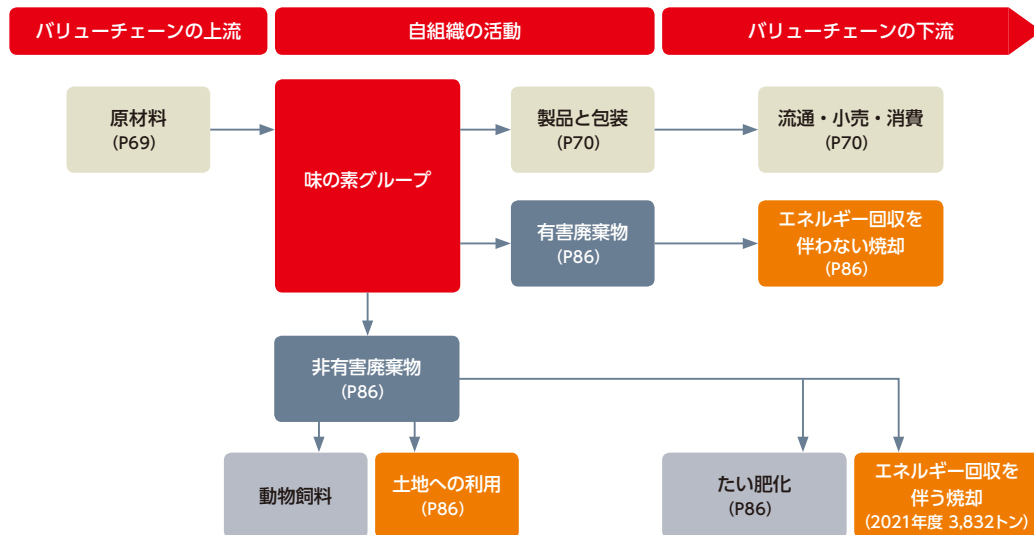 バリューチェーンの上流
自組織の活動
バリューチェーンの下流
原材料
(P69)
味の素グループ
製品と包装
(P70)
流通・小売・消費
(P70)
有害廃棄物
(P86)
エネルギー回収を
伴わない焼却
(P86)
非有害廃棄物
(P86)
動物飼料
土地への利用
(P86)
たい肥化
(P86)
エネルギー回収を
伴う焼却
(2021年度 3,832トン)